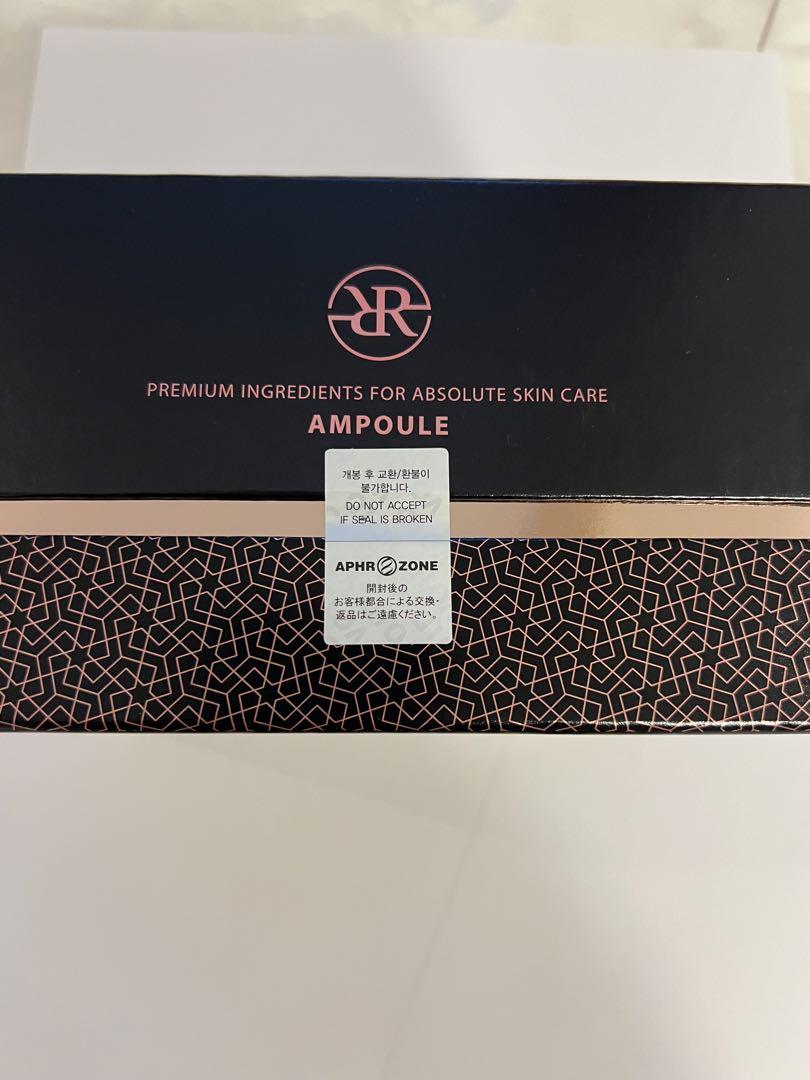 RR
PREMIUM INGREDIENTS FOR ABSOLUTE SKIN CARE
AMPOULE
개봉 후 교환/환불이
불가합니다.
DO NOT ACCEPT
IF SEAL IS BROKEN
APHROZONE
開封後の
お客様都合による交換・
返品はご遠慮ください。